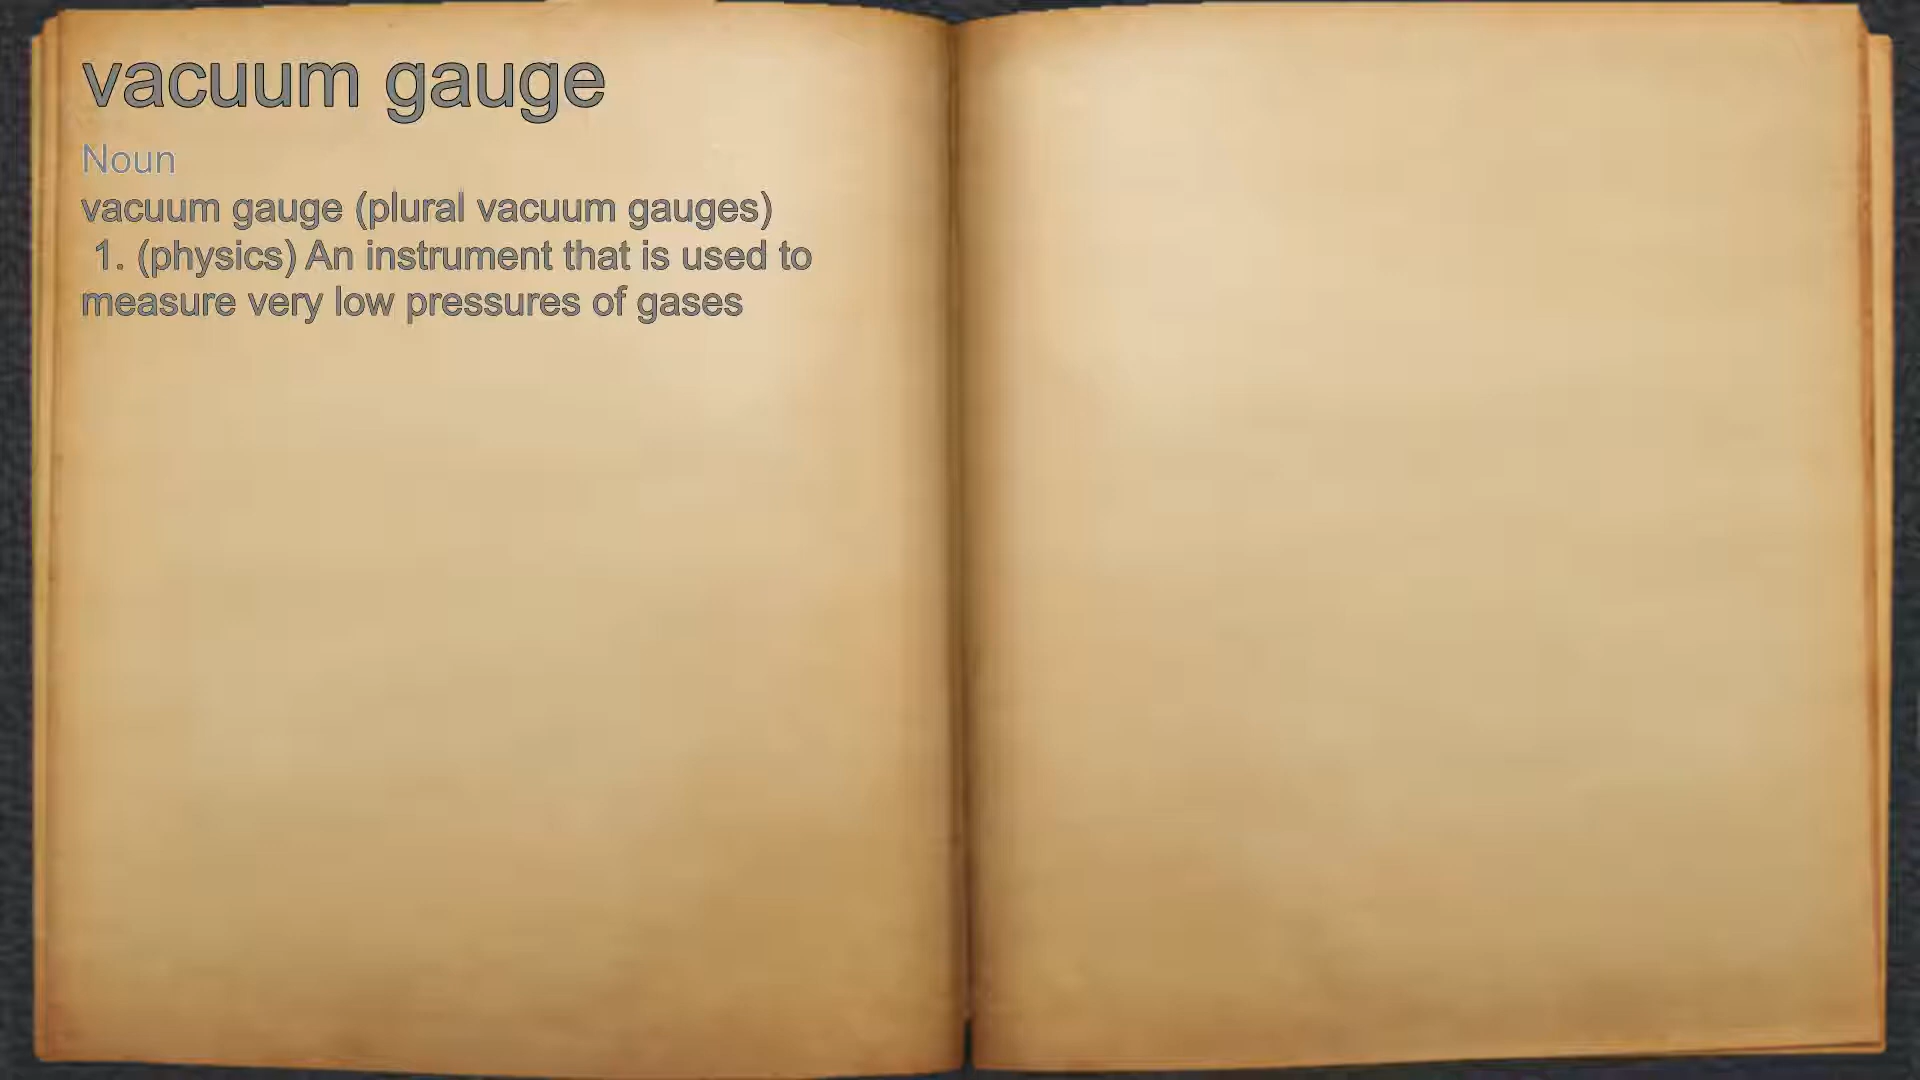 vacuum gauge
Noun
vacuum gauge (plural vacuum gauges)
1. (physics) An instrument that is used to
measure very low pressures of gases